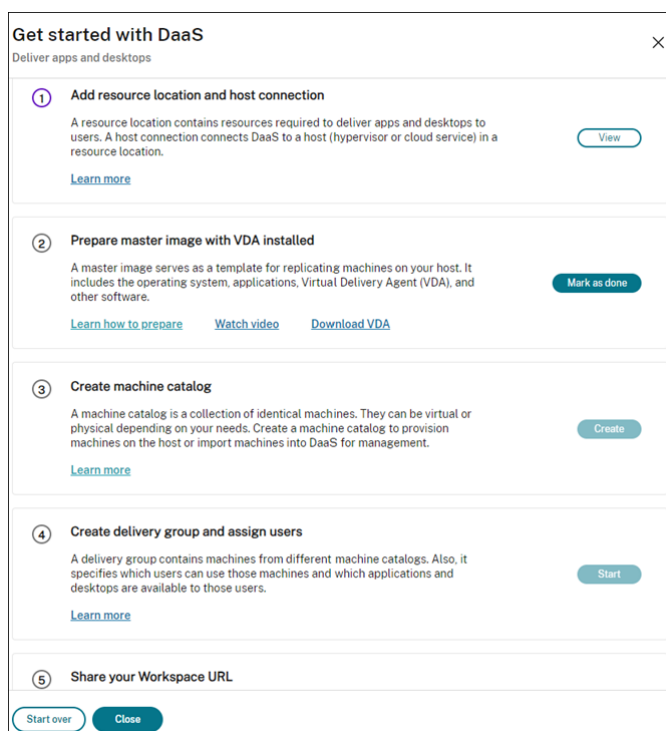 Get started with DaaS
Deliver apps and desktops
1
Add resource location and host connection
A resource location contains resources required to deliver apps and desktops to
users. A host connection connects DaaS to a host (hypervisor or cloud service) in a
resource location.
View
Learn more
2
Prepare master image with VDA installed
A master image serves as a template for replicating machines on your host. It
includes the operating system, applications, Virtual Delivery Agent (VDA), and
other software.
Mark as done
Learn how to prepare Watch video Download VDA
3
Create machine catalog
A machine catalog is a collection of identical machines. They can be virtual or
physical depending on your needs. Create a machine catalog to provision
machines on the host or import machines into DaaS for management.
Create
Learn more
4
Create delivery group and assign users
A delivery group contains machines from different machine catalogs. Also, it
specifies which users can use those machines and which applications and
desktops are available to those users.
Start
Learn more
5
Share your Workspace URL
Start over Close